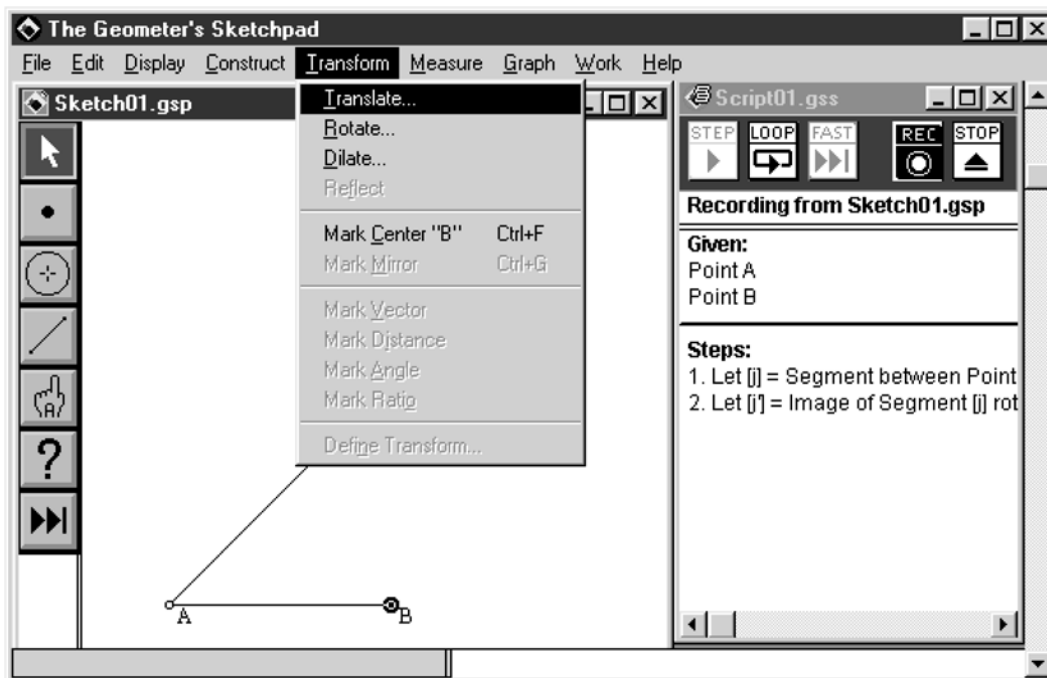 The Geometer's Sketchpad
File Edit Display Construct Transform Measure Graph Work Help
Sketch01.gsp
Translate...
Rotate...
Dilate...
Reflect
Mark Center "B" Ctrl+F
Mark Mirror Ctrl+G
Mark Vector
Mark Distance
Mark Angle
Mark Ratio
Define Transform...
A
?
A
B
Script01.gss
STEP LOOP FAST REC STOP
Recording from Sketch01.gsp
Given:
Point A
Point B
Steps:
1. Let [j] = Segment between Point
2. Let [j'] = Image of Segment [j] rot